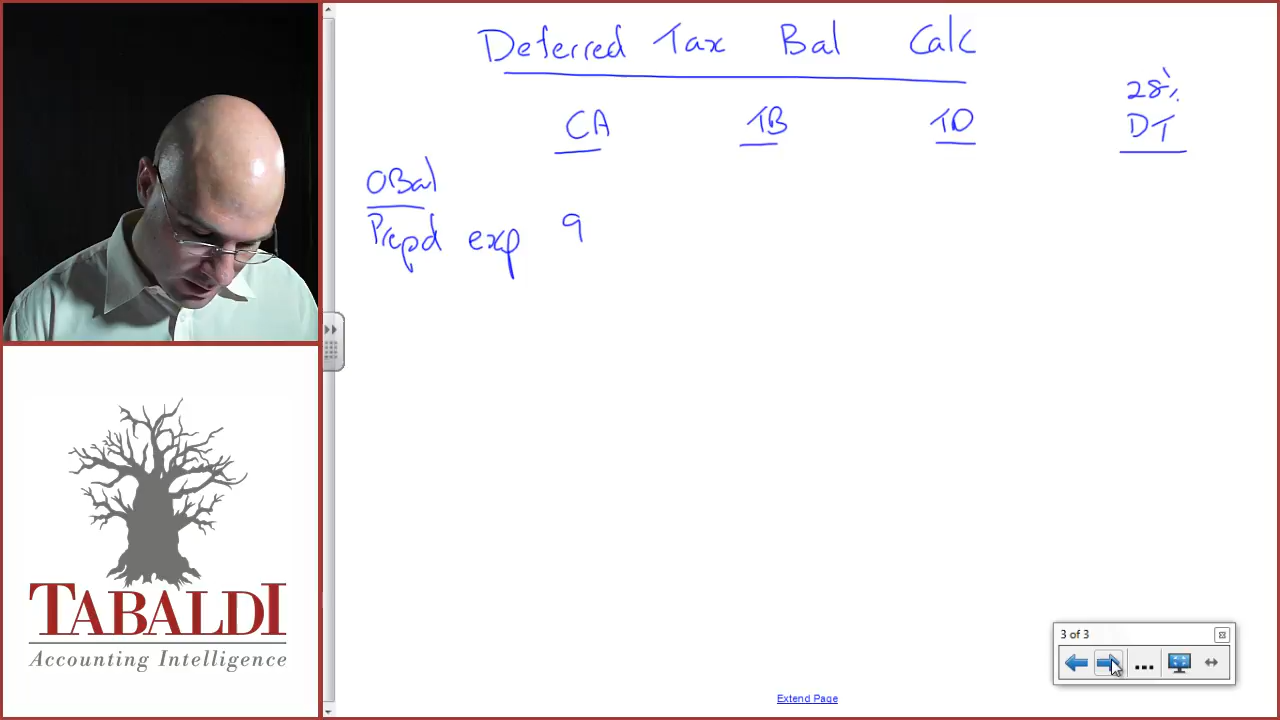 Deferred Tax Bal Calc
28%
CA TB TD DT
OBal
Prepd exp 9
TABALDI
Accounting Intelligence
3 of 3
Extend Page